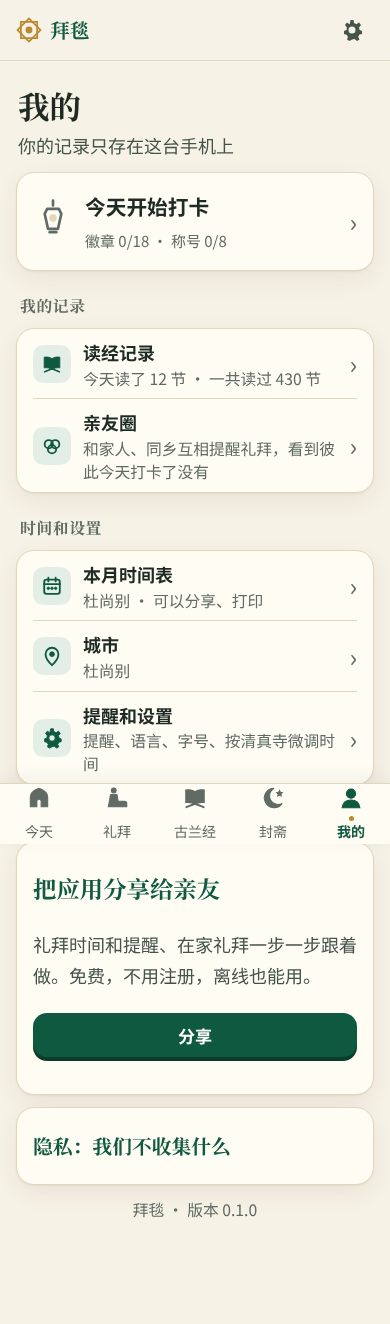 拜毯
我的
你的记录只存在这台手机上
今天开始打卡
徽章 0/18 · 称号 0/8
我的记录
读经记录
今天读了 12 节 · 一共读过 430 节
亲友圈
和家人、同乡互相提醒礼拜，看到彼
此今天打卡了没有
时间和设置
本月时间表
杜尚别 · 可以分享、打印
城市
杜尚别
提醒和设置
提醒、语言、字号、按清真寺微调时
间
今天
礼拜
古兰经
封斋
我的
把应用分享给亲友
礼拜时间和提醒、在家礼拜一步一步跟着
做。免费，不用注册，离线也能用。
分享
隐私：我们不收集什么
拜毯 · 版本 0.1.0